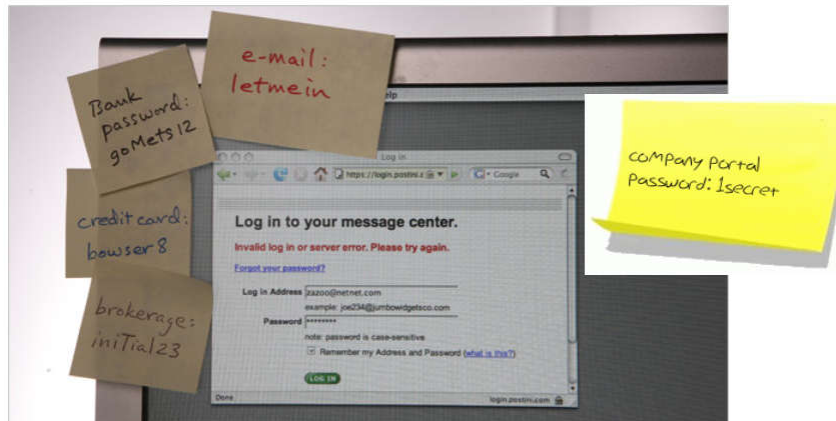 e-mail:
letmein
Bank
password:
goMets12
credit card:
bowser8
brokerage:
iniTial23
company portal
Password: 1secret
elp
Log in
https://login.postini.c
Google
Log in to your message center.
Invalid log in or server error. Please try again.
Forgot your password?
Log in Address zazoo@netnet.com
example: joe234@jumbowidgetsco.com
Password ********
note: password is case-sensitive
Remember my Address and Password (what is this?)
LOG IN
Done
login.postini.com